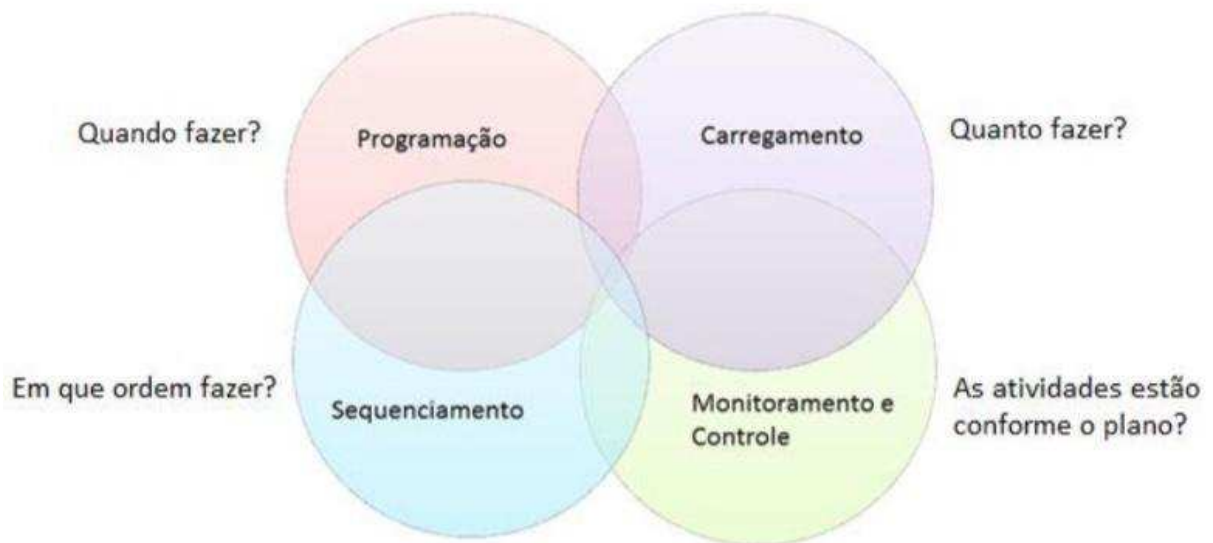 Quando fazer?
Programação
Carregamento
Quanto fazer?
Em que ordem fazer?
Sequenciamento
Monitoramento e
Controle
As atividades estão
conforme o plano?